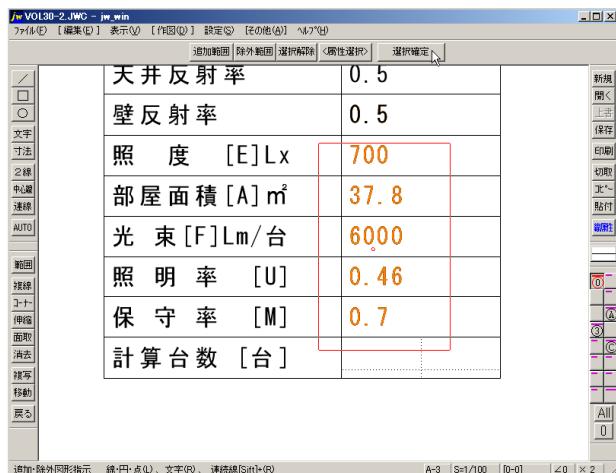 VOL30-2.JWC - jw_win
ファイル(F) [編集(E)] 表示(V) [作図(D)] 設定(S) [その他(A)] ヘルプ(H)
追加範囲 除外範囲 選択解除 <属性選択> 選択確定
天井反射率 0.5
壁反射率 0.5
照 度 [E]Lx 700
部屋面積[A]㎡ 37.8
光 束[F]Lm/台 6000
照 明 率 [U] 0.46
保 守 率 [M] 0.7
計算台数 [台]
文字
寸法
2線
中心線
連線
AUTO
範囲
複線
コーナー
伸縮
面取
消去
複写
移動
戻る
新規
開く
上書
保存
印刷
切取
コピー
貼付
線属性
0
A
3
C
All
0
追加・除外図形指示 線・円・点(L)、文字(R)、連続線[Sift]+(R)
A-3 S=1/100 [0-0] ∠0 × 2